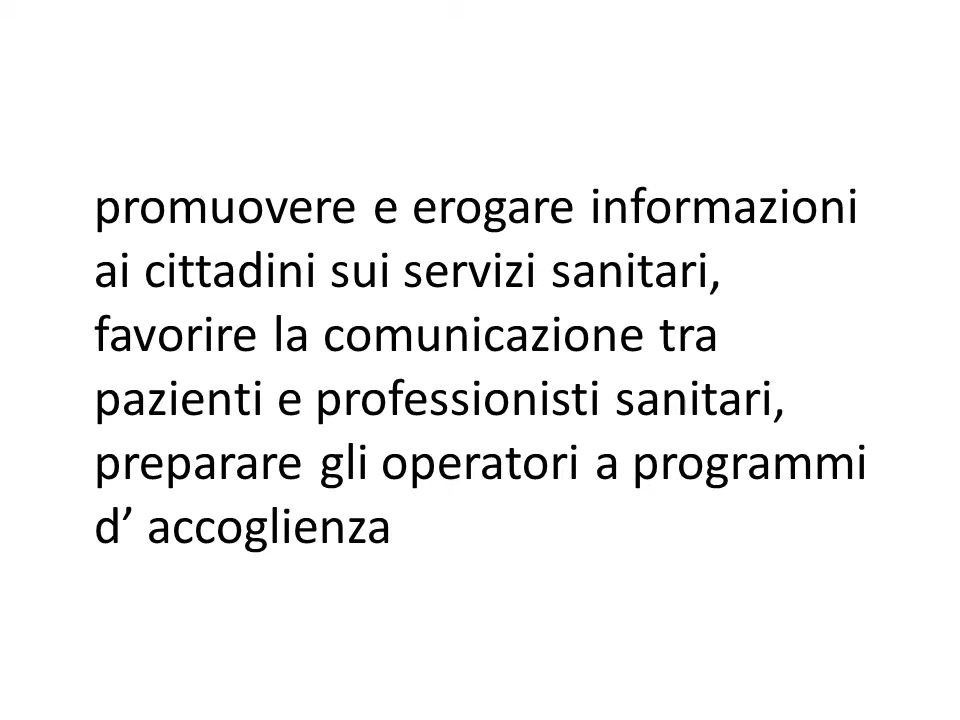 promuovere e erogare informazioni
ai cittadini sui servizi sanitari,
favorire la comunicazione tra
pazienti e professionisti sanitari,
preparare gli operatori a programmi
d’ accoglienza